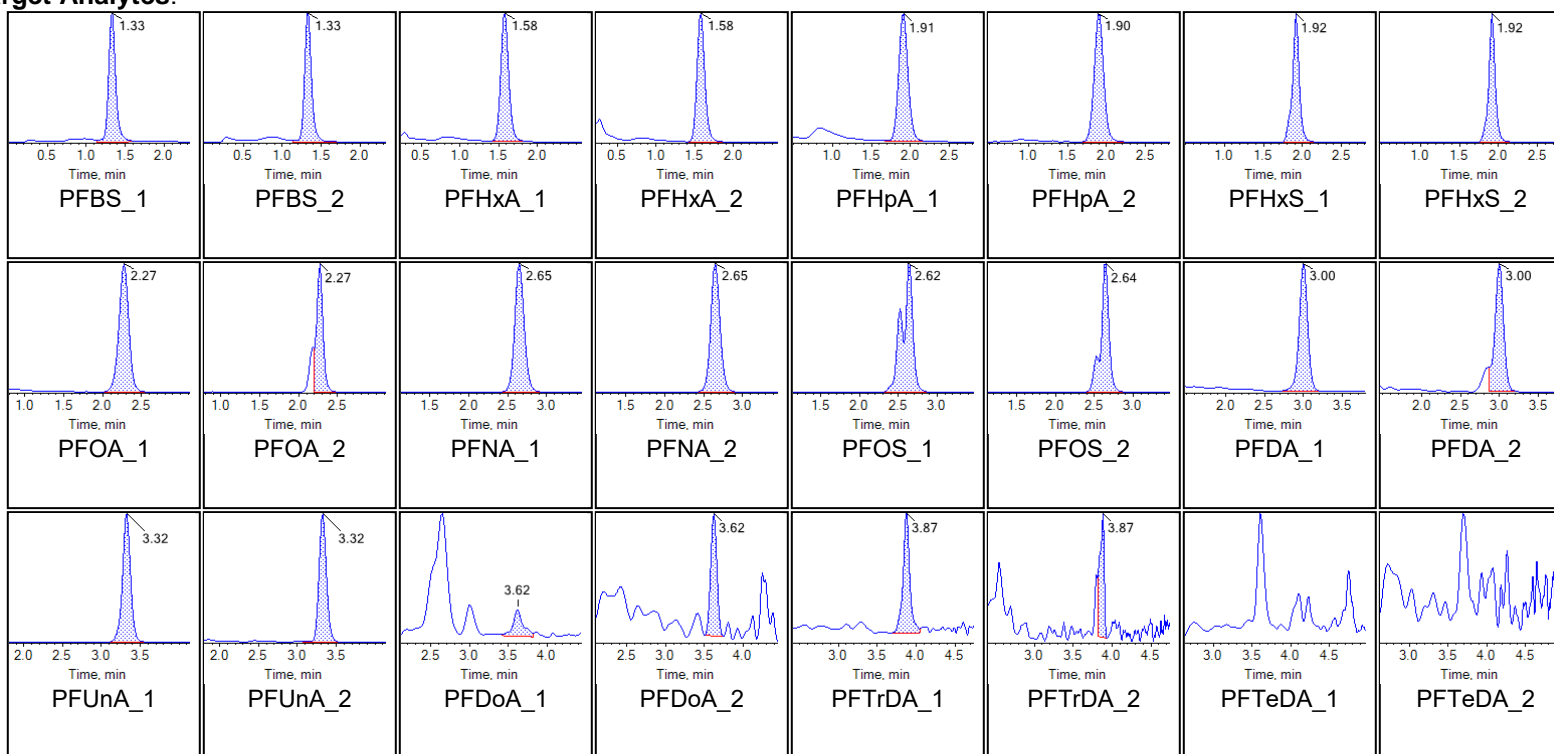 rget Analytes:
1.33 1.33 1.58 1.58 1.91 1.90 1.92 1.92
0.5 1.0 1.5 2.0 0.5 1.0 1.5 2.0 0.5 1.0 1.5 2.0 0.5 1.0 1.5 2.0 1.0 1.5 2.0 2.5 1.0 1.5 2.0 2.5 1.0 1.5 2.0 2.5 1.0 1.5 2.0 2.5
Time, min Time, min Time, min Time, min Time, min Time, min Time, min Time, min
PFBS_1 PFBS_2 PFHxA_1 PFHxA_2 PFHpA_1 PFHpA_2 PFHxS_1 PFHxS_2
2.27 2.27 2.65 2.65 2.62 2.64 3.00 3.00
1.0 1.5 2.0 2.5 1.0 1.5 2.0 2.5 1.5 2.0 2.5 3.0 1.5 2.0 2.5 3.0 1.5 2.0 2.5 3.0 1.5 2.0 2.5 3.0 2.0 2.5 3.0 3.5 2.0 2.5 3.0 3.5
Time, min Time, min Time, min Time, min Time, min Time, min Time, min Time, min
PFOA_1 PFOA_2 PFNA_1 PFNA_2 PFOS_1 PFOS_2 PFDA_1 PFDA_2
3.32 3.32 3.62 3.62 3.87 3.87
2.0 2.5 3.0 3.5 2.0 2.5 3.0 3.5 2.5 3.0 3.5 4.0 2.5 3.0 3.5 4.0 3.0 3.5 4.0 4.5 3.0 3.5 4.0 4.5 3.0 3.5 4.0 4.5 3.0 3.5 4.0 4.5
Time, min Time, min Time, min Time, min Time, min Time, min Time, min Time, min
PFUnA_1 PFUnA_2 PFDoA_1 PFDoA_2 PFTrDA_1 PFTrDA_2 PFTeDA_1 PFTeDA_2